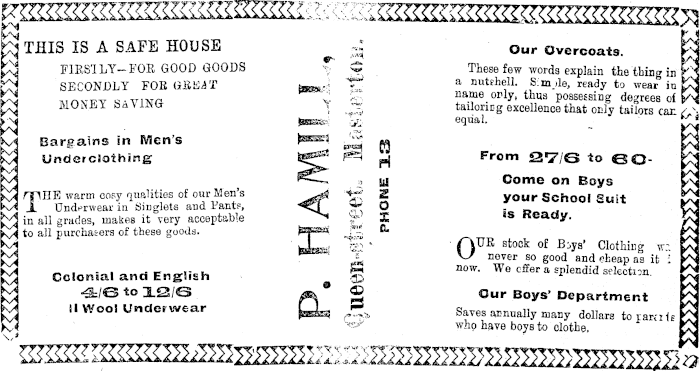 THIS IS A SAFE HOUSE
FIRSTLY—FOR GOOD GOODS
SECONDLY FOR GREAT
MONEY SAVING
Bargains in Men's
Underclothing
THE warm cosy qualities of our Men's
Underwear in Singlets and Pants,
in all grades, makes it very acceptable
to all purchasers of these goods.
Colonial and English
4/6 to 12/6
ll Wool Underwear
P. HAMILL,
Queen-street, Masterton.
PHONE 13
Our Overcoats.
These few words explain the thing in
a nutshell. Simple, ready to wear in
name only, thus possessing degrees of
tailoring excellence that only tailors can
equal.
From 27/6 to 60-
Come on Boys
your School Suit
is Ready.
OUR stock of Boys' Clothing
never so good and cheap as it
now. We offer a splendid selection.
Our Boys' Department
Saves annually many dollars to parents
who have boys to clothe.